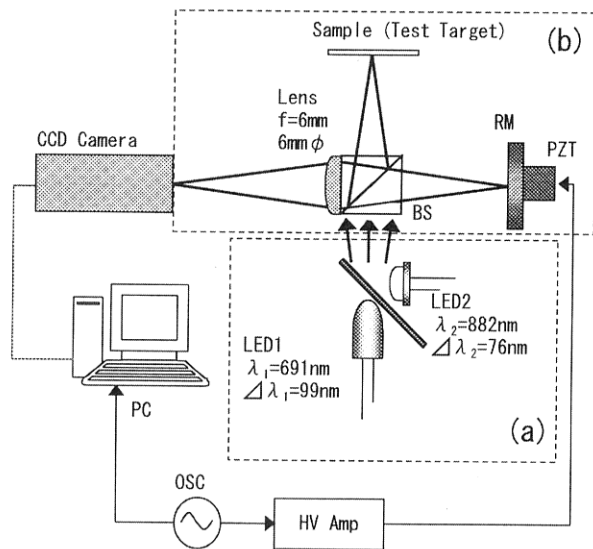 Sample (Test Target)
(b)
Lens
f=6mm
6mmφ
RM
PZT
CCD Camera
BS
LED2
λ₂=882nm
⊿λ₂=76nm
LED1
λ₁=691nm
⊿λ₁=99nm
(a)
PC
OSC
HV Amp